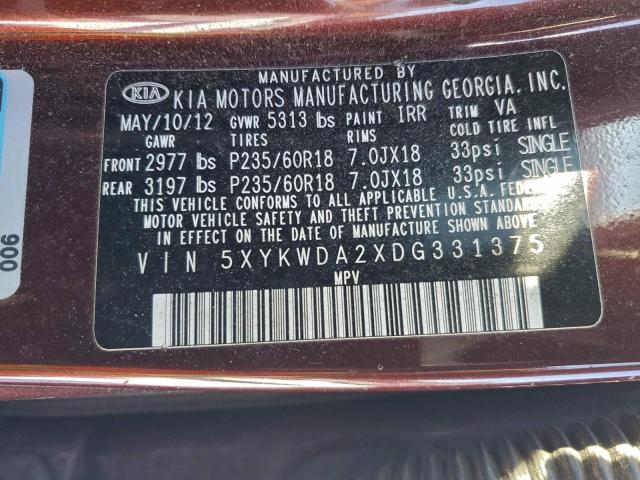 MANUFACTURED BY
KIA KIA MOTORS MANUFACTURING GEORGIA, INC.
MAY/10/12 GVWR 5313 lbs PAINT IRR TRIM VA
GAWR TIRES RIMS COLD TIRE INFL
FRONT 2977 lbs P235/60R18 7.0JX18 33psi SINGLE
REAR 3197 lbs P235/60R18 7.0JX18 33psi SINGLE
THIS VEHICLE CONFORMS TO ALL APPLICABLE U.S.A. FEDERAL
MOTOR VEHICLE SAFETY AND THEFT PREVENTION STANDARDS
IN EFFECT ON THE DATE OF MANUFACTURE SHOWN ABOVE.
VIN 5XYKWDA2XDG331375
MPV
006